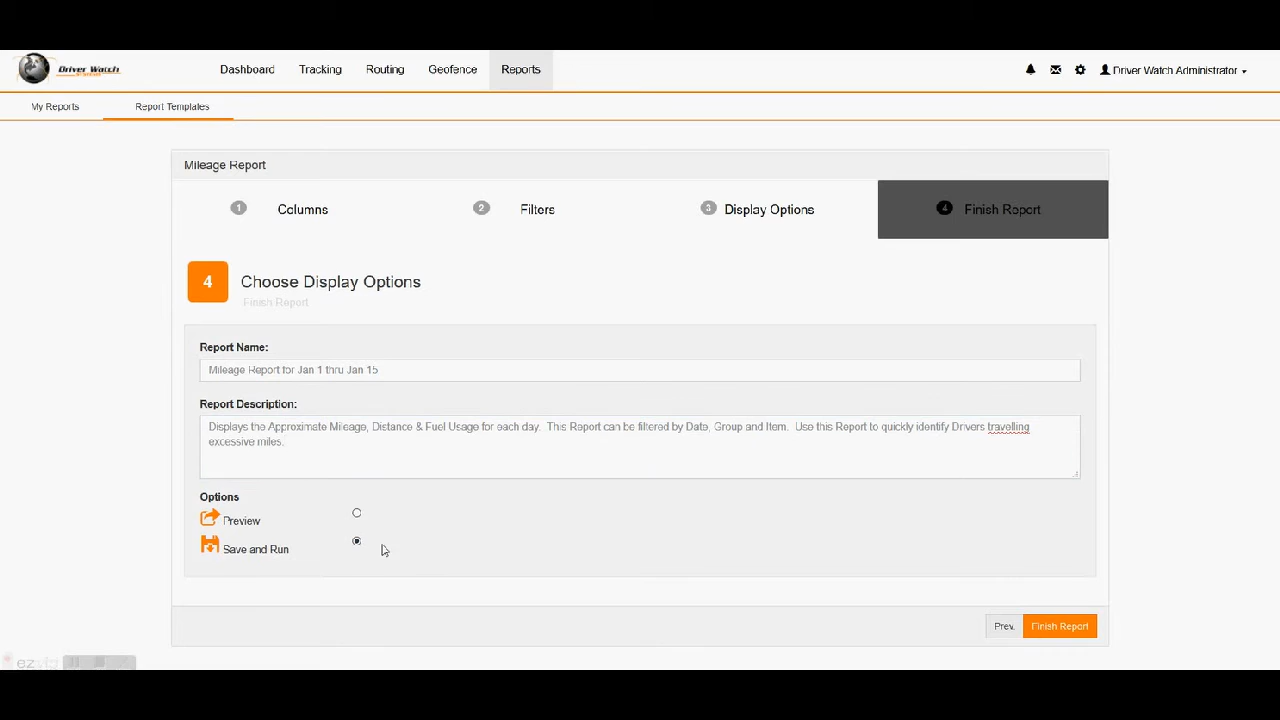 Driver Watch
Dashboard Tracking Routing Geofence Reports
Driver Watch Administrator
My Reports Report Templates
Mileage Report
1 Columns 2 Filters 3 Display Options 4 Finish Report
4 Choose Display Options
Finish Report
Report Name:
Mileage Report for Jan 1 thru Jan 15
Report Description:
Displays the Approximate Mileage, Distance & Fuel Usage for each day. This Report can be filtered by Date, Group and Item. Use this Report to quickly identify Drivers travelling
excessive miles.
Options
Preview
Save and Run
Prev. Finish Report